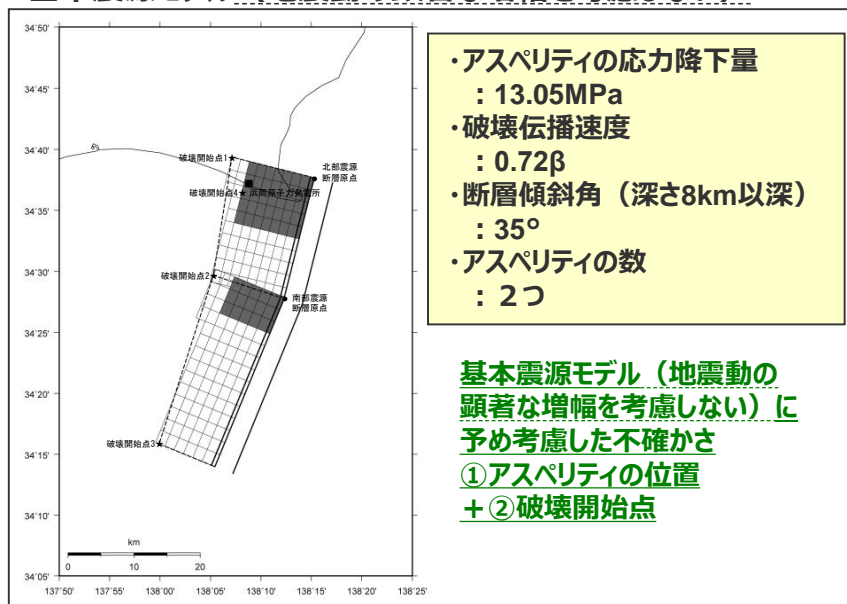 34°50'
34°45'
34°40'
34°35'
34°30'
34°25'
34°20'
34°15'
34°10'
34°05'
137°50'
137°55'
138°00'
138°05'
138°10'
138°15'
138°20'
138°25'
破壊開始点1
北部震源
断層原点
破壊開始点4
浜岡原子力発電所
破壊開始点2
南部震源
断層原点
破壊開始点3
km
0 10 20
・アスペリティの応力降下量
：13.05MPa
・破壊伝播速度
：0.72β
・断層傾斜角（深さ8km以深）
：35°
・アスペリティの数
：２つ
基本震源モデル（地震動の
顕著な増幅を考慮しない）に
予め考慮した不確かさ
①アスペリティの位置
＋②破壊開始点